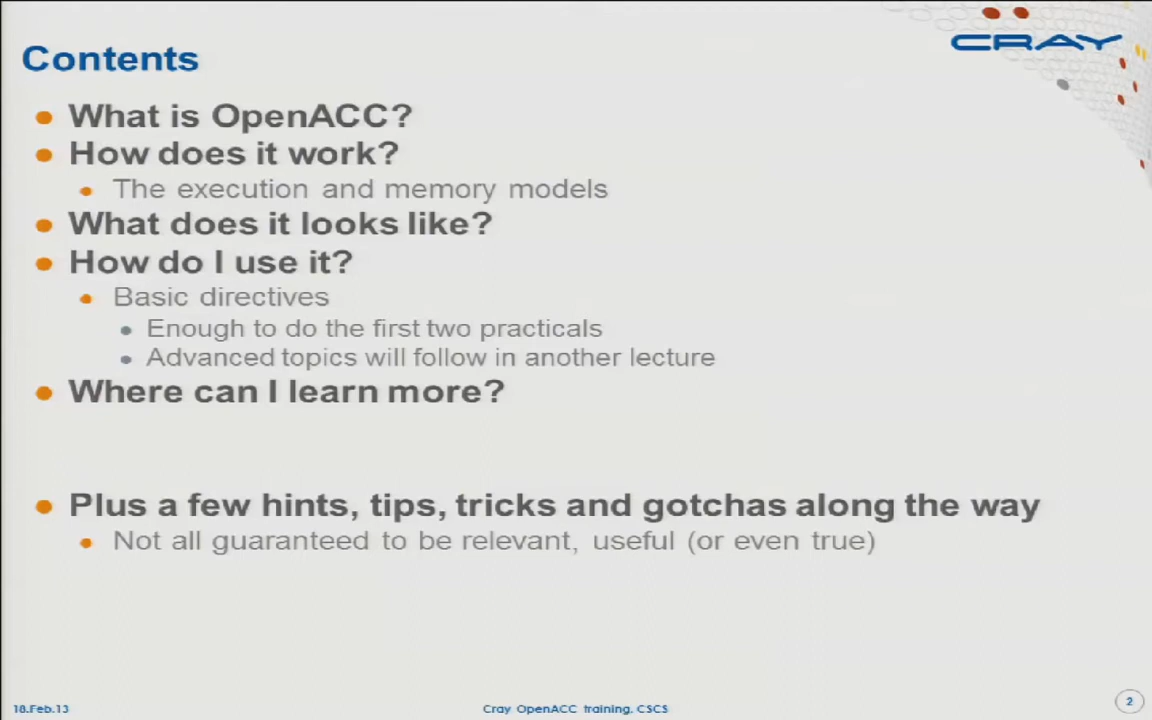 CRAY
Contents
What is OpenACC?
How does it work?
The execution and memory models
What does it looks like?
How do I use it?
Basic directives
Enough to do the first two practicals
Advanced topics will follow in another lecture
Where can I learn more?
Plus a few hints, tips, tricks and gotchas along the way
Not all guaranteed to be relevant, useful (or even true)
18.Feb.13
Cray OpenACC training, CSCS
2